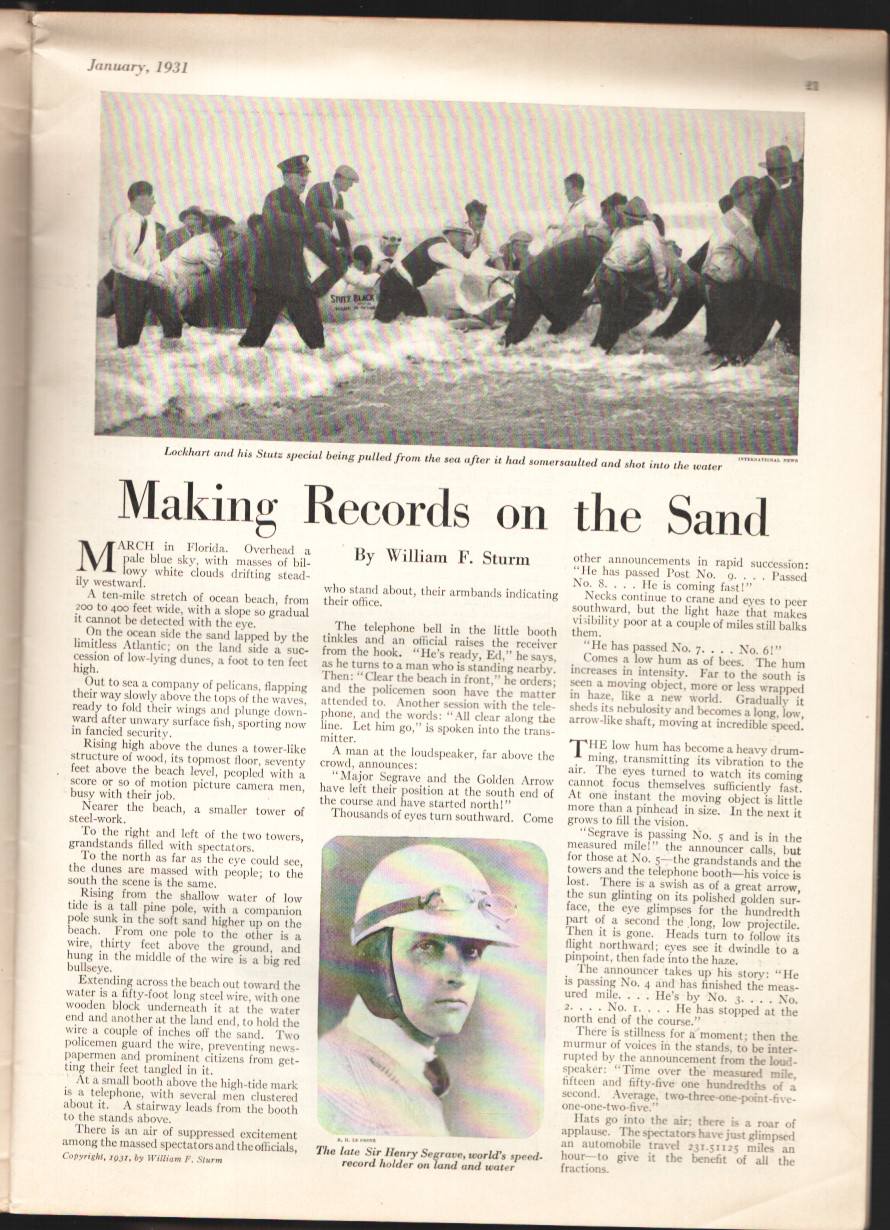 January, 1931
STUTZ BLACK
Lockhart and his Stutz special being pulled from the sea after it had somersaulted and shot into the water
INTERNATIONAL NEWS
Making Records on the Sand
By William F. Sturm
MARCH in Florida. Overhead a
pale blue sky, with masses of bil-
lowy white clouds drifting stead-
ily westward.
A ten-mile stretch of ocean beach, from
200 to 400 feet wide, with a slope so gradual
it cannot be detected with the eye.
On the ocean side the sand lapped by the
limitless Atlantic; on the land side a suc-
cession of low-lying dunes, a foot to ten feet
high.
Out to sea a company of pelicans, flapping
their way slowly above the tops of the waves,
ready to fold their wings and plunge down-
ward after unwary surface fish, sporting now
in fancied security.
Rising high above the dunes a tower-like
structure of wood, its topmost floor, seventy
feet above the beach level, peopled with a
score or so of motion picture camera men,
busy with their job.
Nearer the beach, a smaller tower of
steel-work.
To the right and left of the two towers,
grandstands filled with spectators.
To the north as far as the eye could see,
the dunes are massed with people; to the
south the scene is the same.
Rising from the shallow water of low
tide is a tall pine pole, with a companion
pole sunk in the soft sand higher up on the
beach. From one pole to the other is a
wire, thirty feet above the ground, and
hung in the middle of the wire is a big red
bullseye.
Extending across the beach out toward the
water is a fifty-foot long steel wire, with one
wooden block underneath it at the water
end and another at the land end, to hold the
wire a couple of inches off the sand. Two
policemen guard the wire, preventing news-
papermen and prominent citizens from get-
ting their feet tangled in it.
At a small booth above the high-tide mark
is a telephone, with several men clustered
about it. A stairway leads from the booth
to the stands above.
There is an air of suppressed excitement
among the massed spectators and the officials,
Copyright, 1931, by William F. Sturm
who stand about, their armbands indicating
their office.
The telephone bell in the little booth
tinkles and an official raises the receiver
from the hook. "He's ready, Ed," he says,
as he turns to a man who is standing nearby.
Then: "Clear the beach in front," he orders;
and the policemen soon have the matter
attended to. Another session with the tele-
phone, and the words: "All clear along the
line. Let him go," is spoken into the trans-
mitter.
A man at the loudspeaker, far above the
crowd, announces:
"Major Segrave and the Golden Arrow
have left their position at the south end of
the course and have started north!"
Thousands of eyes turn southward. Come
R. H. LE SESNE
The late Sir Henry Segrave, world's speed-
record holder on land and water
other announcements in rapid succession:
"He has passed Post No. 9. . . . Passed
No. 8. . . . He is coming fast!"
Necks continue to crane and eyes to peer
southward, but the light haze that makes
visibility poor at a couple of miles still balks
them.
"He has passed No. 7. . . . No. 6!"
Comes a low hum as of bees. The hum
increases in intensity. Far to the south is
seen a moving object, more or less wrapped
in haze, like a new world. Gradually it
sheds its nebulosity and becomes a long, low,
arrow-like shaft, moving at incredible speed.
THE low hum has become a heavy drum-
ming, transmitting its vibration to the
air. The eyes turned to watch its coming
cannot focus themselves sufficiently fast.
At one instant the moving object is little
more than a pinhead in size. In the next it
grows to fill the vision.
"Segrave is passing No. 5 and is in the
measured mile!" the announcer calls, but
for those at No. 5—the grandstands and the
towers and the telephone booth—his voice is
lost. There is a swish as of a great arrow,
the sun glinting on its polished golden sur-
face, the eye glimpses for the hundredth
part of a second the long, low projectile.
Then it is gone. Heads turn to follow its
flight northward; eyes see it dwindle to a
pinpoint, then fade into the haze.
The announcer takes up his story: "He
is passing No. 4 and has finished the meas-
ured mile. . . . He's by No. 3. . . . No.
2. . . . No. 1. . . . He has stopped at the
north end of the course."
There is stillness for a moment; then the
murmur of voices in the stands, to be inter-
rupted by the announcement from the loud-
speaker: "Time over the measured mile,
fifteen and fifty-five one hundredths of a
second. Average, two-three-one-point-five-
one-one-two-five."
Hats go into the air; there is a roar of
applause. The spectators have just glimpsed
an automobile travel 231.51125 miles an
hour—to give it the benefit of all the
fractions.